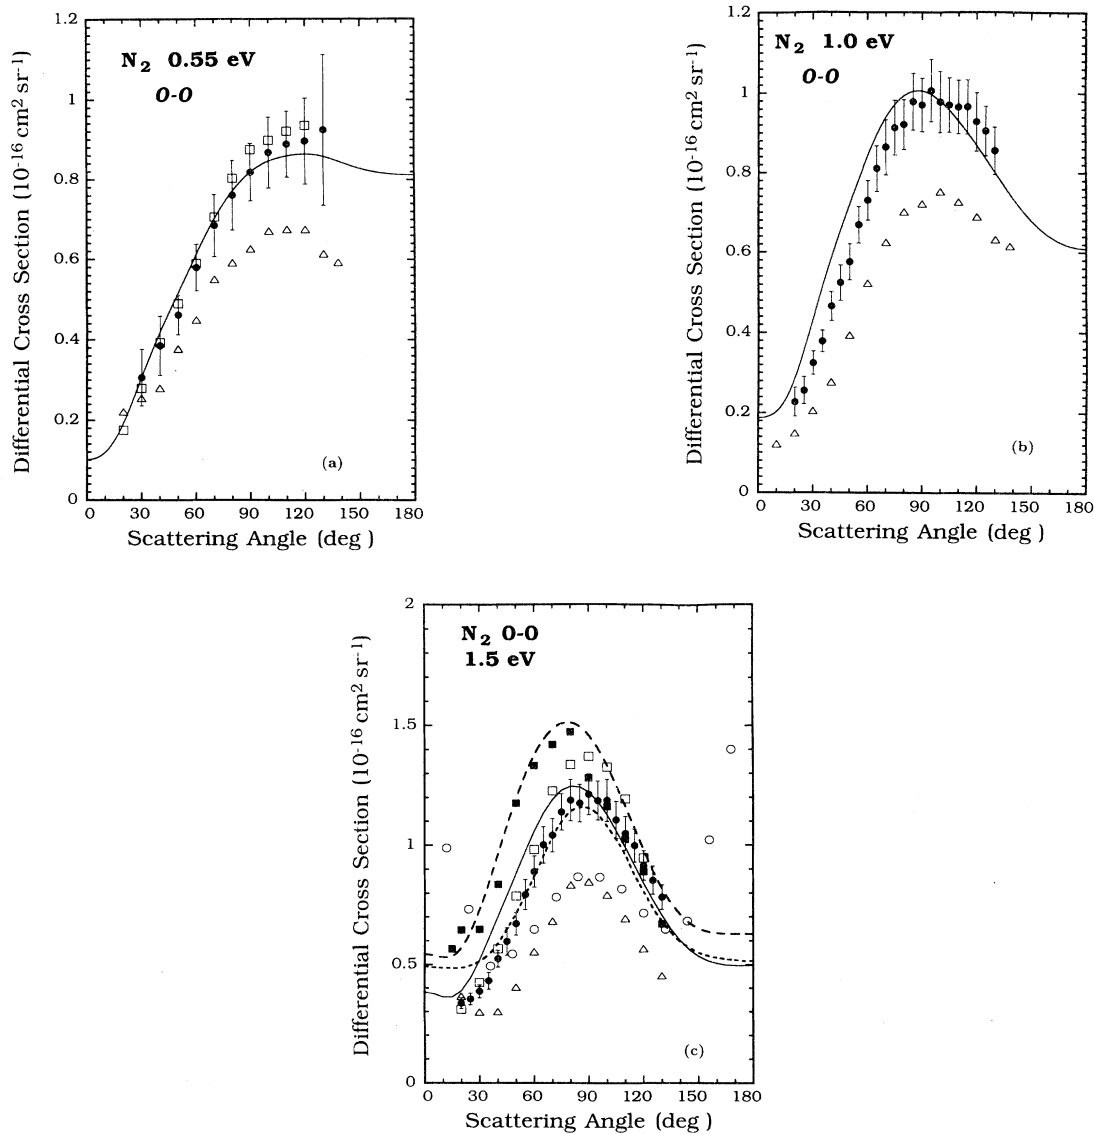 N2 0.55 eV
0-0
Differential Cross Section (10-16 cm2 sr-1)
1.2
1
0.8
0.6
0.4
0.2
0
(a)
0 30 60 90 120 150 180
Scattering Angle (deg )
N2 1.0 eV
0-0
Differential Cross Section (10-16 cm2 sr-1)
1.2
1
0.8
0.6
0.4
0.2
0
(b)
0 30 60 90 120 150 180
Scattering Angle (deg )
N2 0-0
1.5 eV
Differential Cross Section (10-16 cm2 sr-1)
2
1.5
1
0.5
0
(c)
0 30 60 90 120 150 180
Scattering Angle (deg )